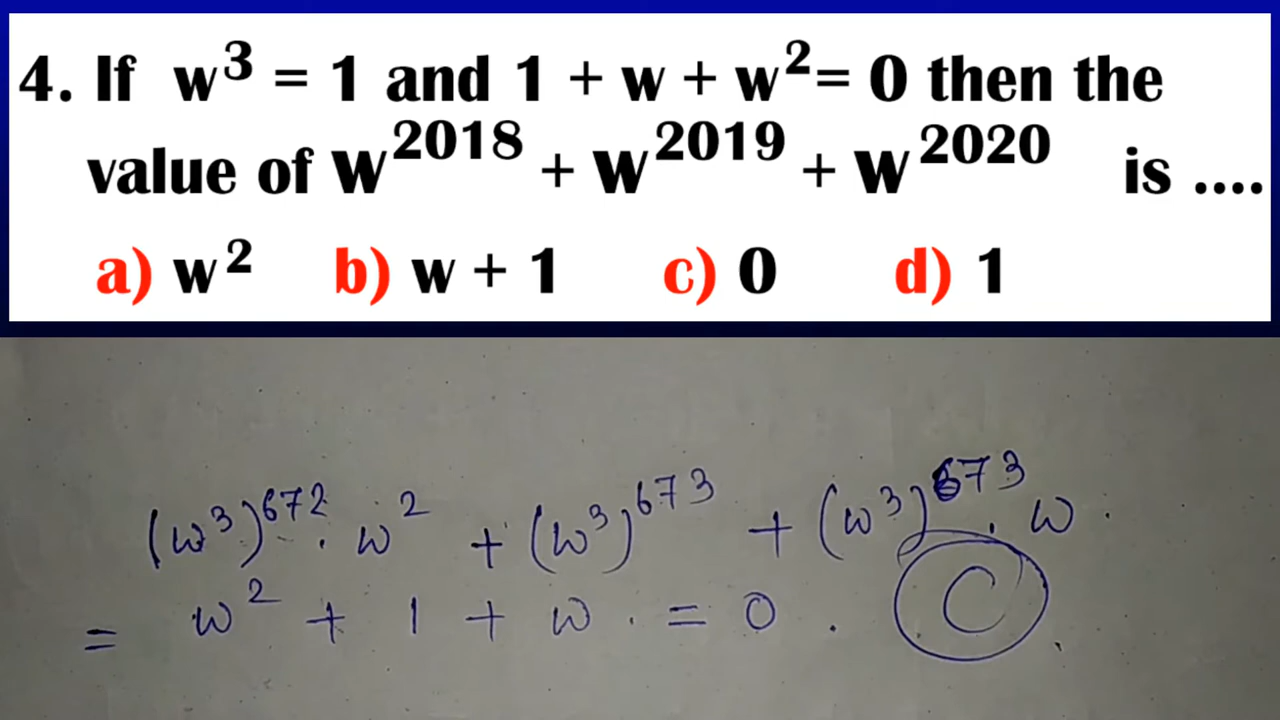 4. If w³ = 1 and 1 + w + w² = 0 then the
value of w²⁰¹⁸ + w²⁰¹⁹ + w²⁰²⁰ is ....
a) w² b) w + 1 c) 0 d) 1
(ω³)⁶⁷² . ω² + (ω³)⁶⁷³ + (ω³)⁶⁷³ . ω .
= ω² + 1 + ω . = 0 . C